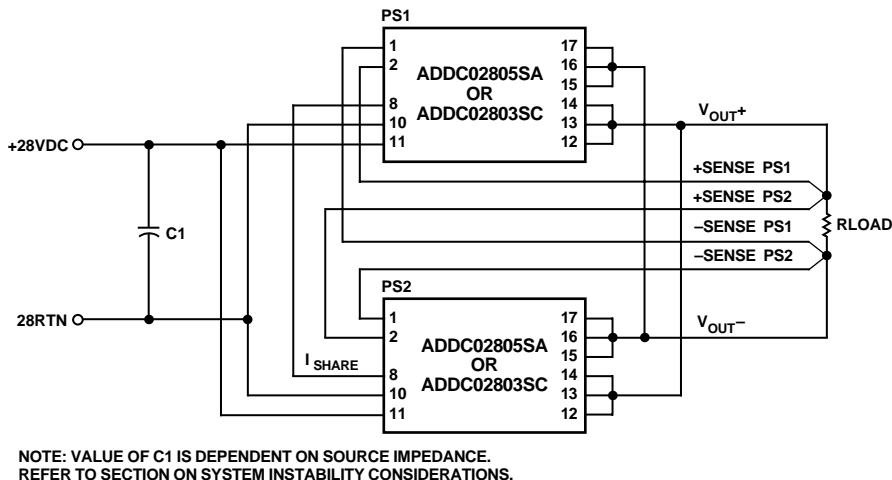 PS1
1
2
8
10
11
ADDC02805SA
OR
ADDC02803SC
17
16
15
14
13
12
+28VDC
C1
28RTN
VOUT+
+SENSE PS1
+SENSE PS2
–SENSE PS1
–SENSE PS2
RLOAD
VOUT–
ISHARE
PS2
1
2
8
10
11
ADDC02805SA
OR
ADDC02803SC
17
16
15
14
13
12
NOTE: VALUE OF C1 IS DEPENDENT ON SOURCE IMPEDANCE.
REFER TO SECTION ON SYSTEM INSTABILITY CONSIDERATIONS.